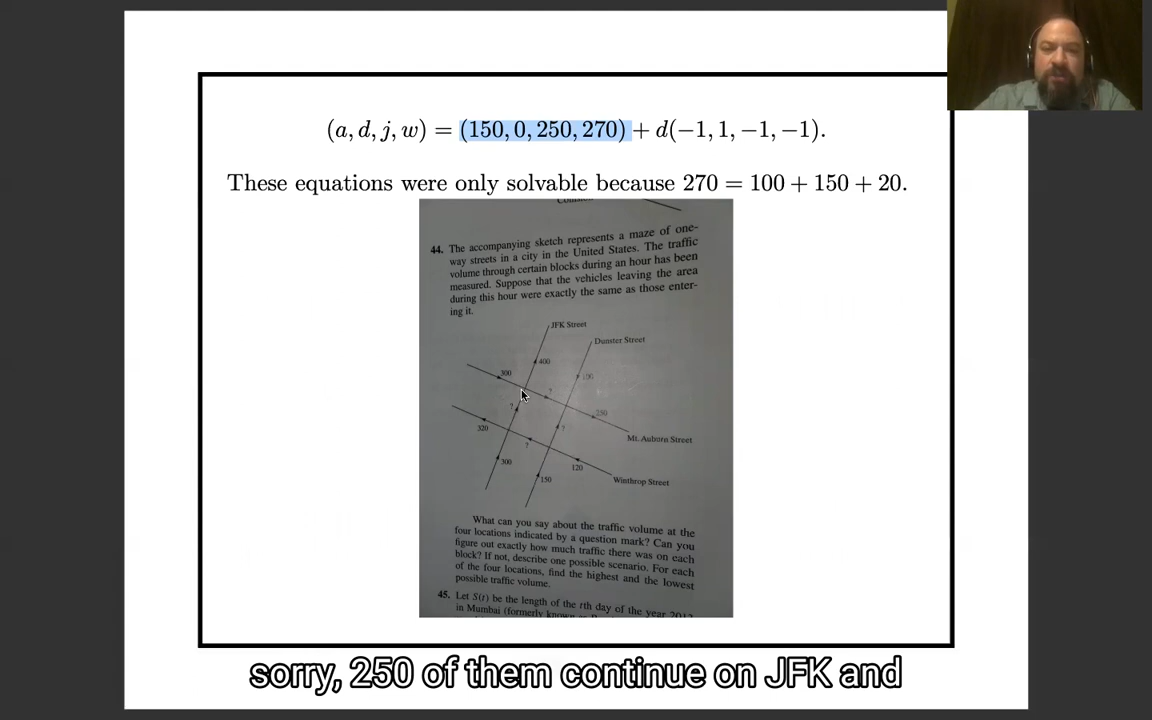 (a, d, j, w) = (150, 0, 250, 270) + d(−1, 1, −1, −1).
These equations were only solvable because 270 = 100 + 150 + 20.
44. The accompanying sketch represents a maze of one-
way streets in a city in the United States. The traffic
volume through certain blocks during an hour has been
measured. Suppose that the vehicles leaving the area
during this hour were exactly the same as those enter-
ing it.
JFK Street
Dunster Street
400
300
100
?
?
250
320
?
Mt. Auburn Street
?
300
120
150
Winthrop Street
What can you say about the traffic volume at the
four locations indicated by a question mark? Can you
figure out exactly how much traffic there was on each
block? If not, describe one possible scenario. For each
of the four locations, find the highest and the lowest
possible traffic volume.
45. Let S(t) be the length of the tth day of the year
in Mumbai (formerly known
sorry, 250 of them continue on JFK and